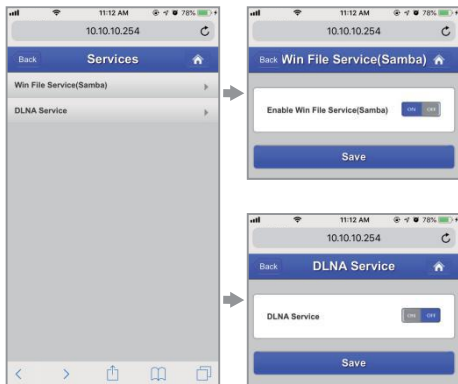 11:12 AM
78%
10.10.10.254
Back
Services
Win File Service(Samba)
DLNA Service
11:12 AM
78%
10.10.10.254
Back
Win File Service(Samba)
Enable Win File Service(Samba)
ON OFF
Save
11:12 AM
78%
10.10.10.254
Back
DLNA Service
DLNA Service
ON OFF
Save